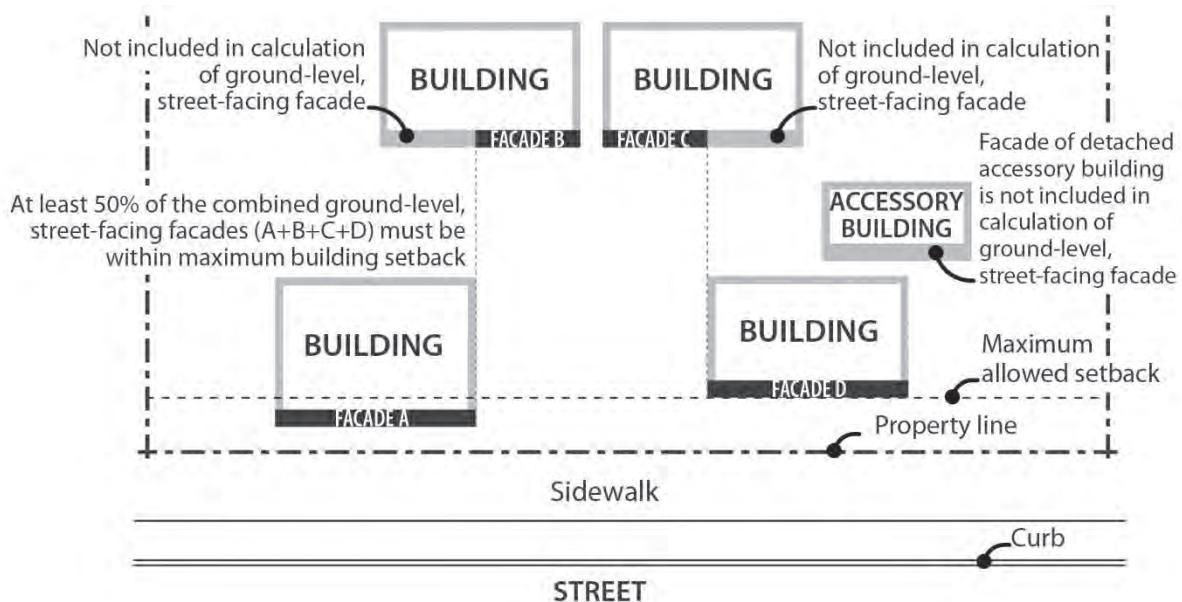 Not included in calculation
of ground-level,
street-facing facade
BUILDING
FACADE B
BUILDING
FACADE C
Not included in calculation
of ground-level,
street-facing facade
At least 50% of the combined ground-level,
street-facing facades (A+B+C+D) must be
within maximum building setback
ACCESSORY
BUILDING
Facade of detached
accessory building
is not included in
calculation of
ground-level,
street-facing facade
BUILDING
FACADE A
BUILDING
FACADE D
Maximum
allowed setback
Property line
Sidewalk
Curb
STREET